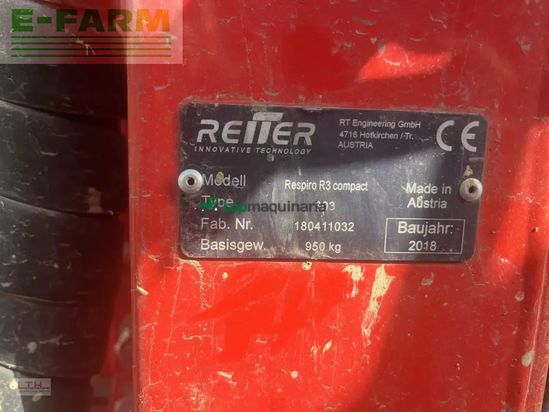 E-FARM
REITER
INNOVATIVE TECHNOLOGY
RT Engineering GmbH
4716 Hofkirchen /Tr.
AUSTRIA
CE
Modell Respiro R3 compact
Type
maquinaria
Fab. Nr. 180411032
Basisgew. 950 kg
Made in
Austria
Baujahr:
2018
L.T.H.